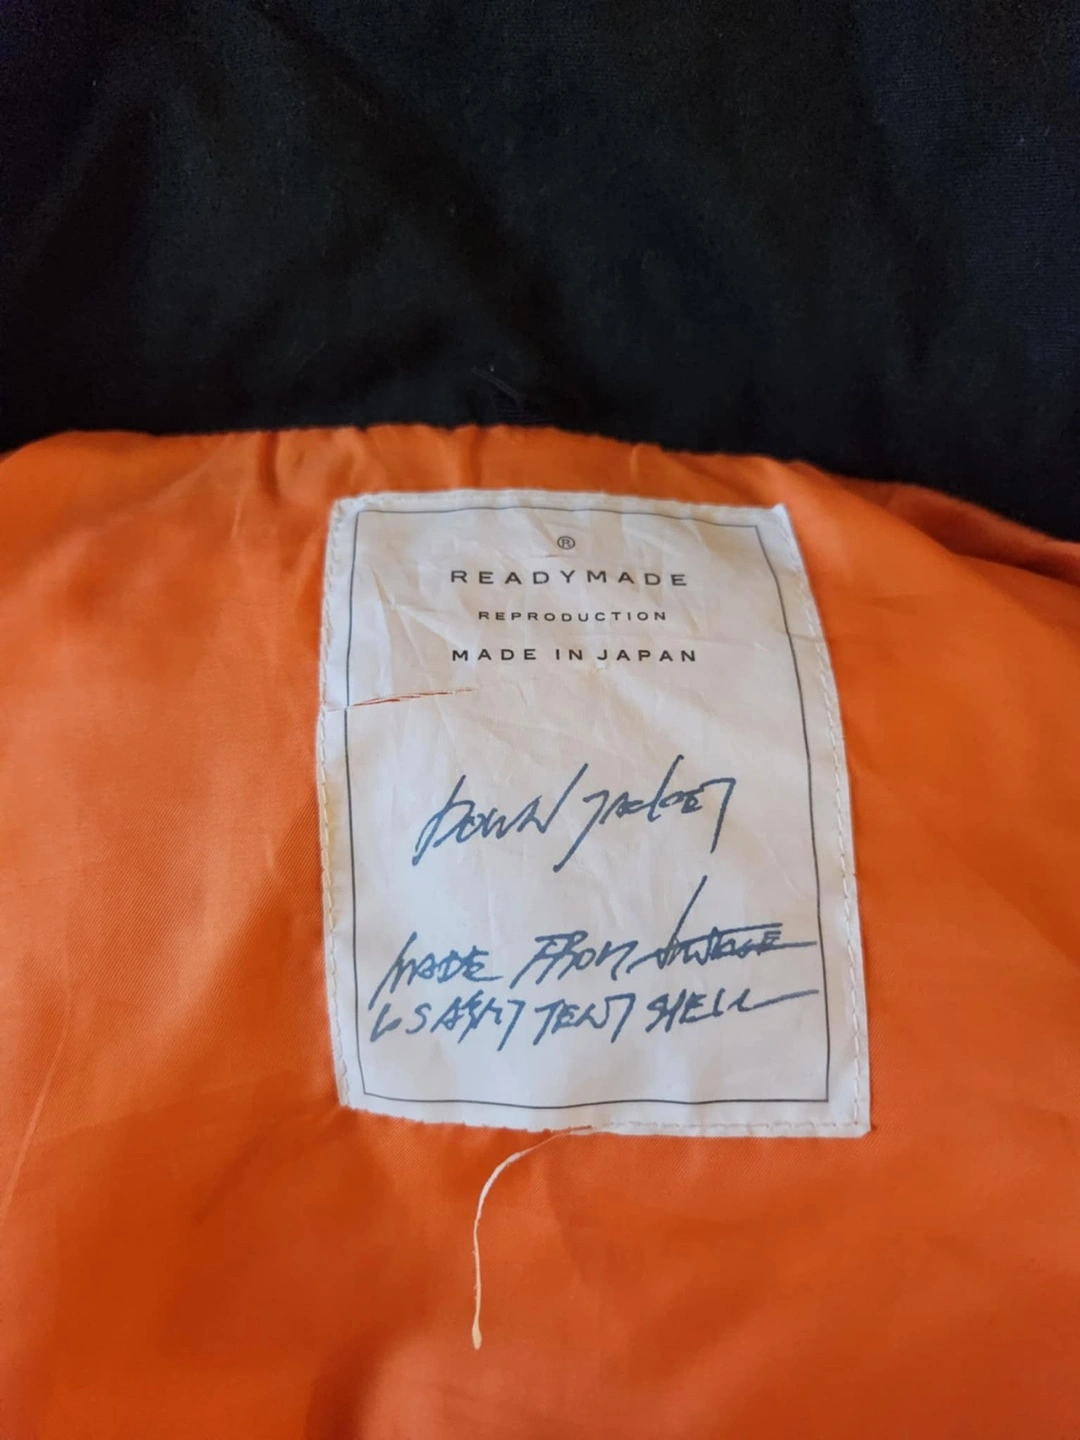 ®
READYMADE
REPRODUCTION
MADE IN JAPAN
DOWN JACKET
MADE FROM VINTAGE
US ARMY TENT SHELL